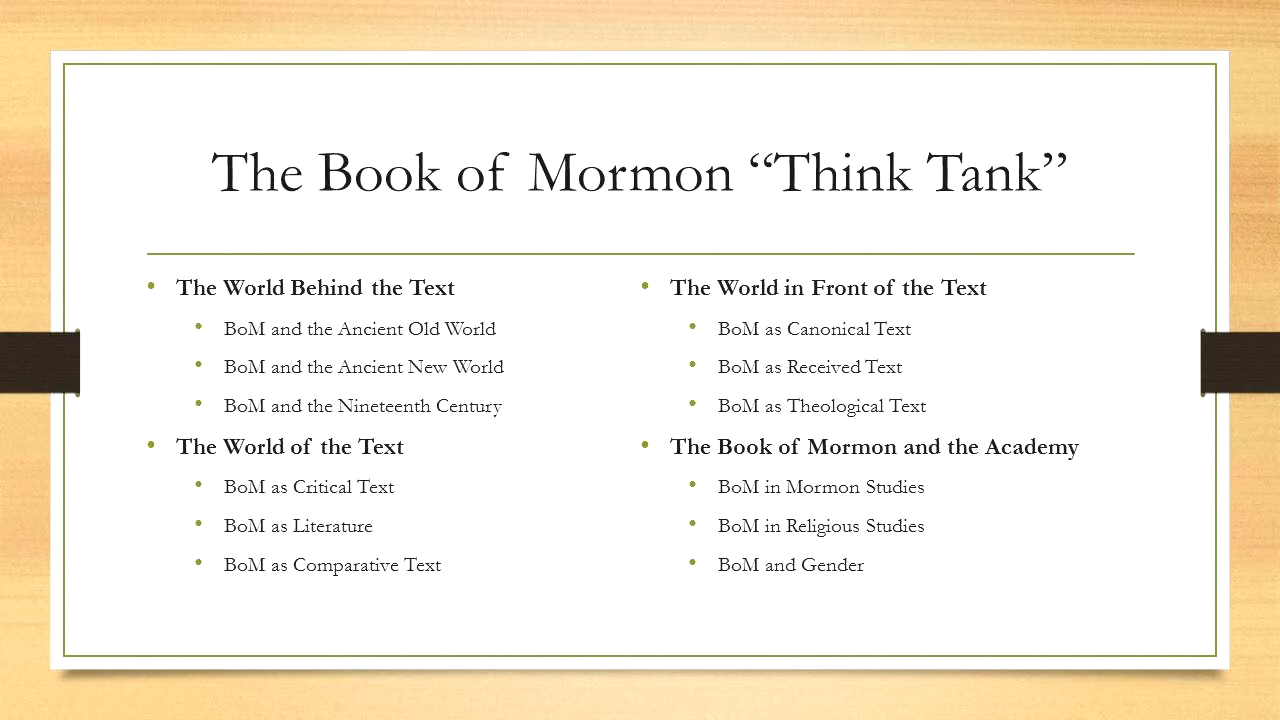 The Book of Mormon “Think Tank”
• The World Behind the Text
• BoM and the Ancient Old World
• BoM and the Ancient New World
• BoM and the Nineteenth Century
• The World of the Text
• BoM as Critical Text
• BoM as Literature
• BoM as Comparative Text
• The World in Front of the Text
• BoM as Canonical Text
• BoM as Received Text
• BoM as Theological Text
• The Book of Mormon and the Academy
• BoM in Mormon Studies
• BoM in Religious Studies
• BoM and Gender